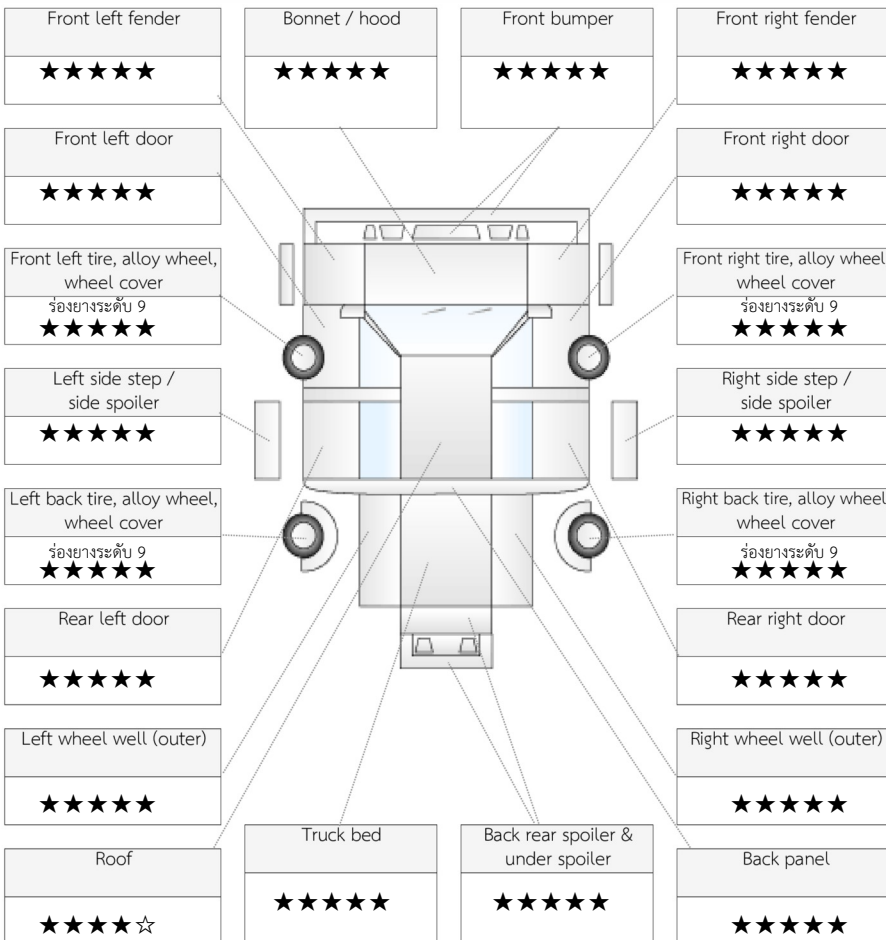 Front left fender
★★★★★
Bonnet / hood
★★★★★
Front bumper
★★★★★
Front right fender
★★★★★
Front left door
★★★★★
Front right door
★★★★★
Front left tire, alloy wheel,
wheel cover
ร่องยางระดับ 9
★★★★★
Front right tire, alloy wheel
wheel cover
ร่องยางระดับ 9
★★★★★
Left side step /
side spoiler
★★★★★
Right side step /
side spoiler
★★★★★
Left back tire, alloy wheel,
wheel cover
ร่องยางระดับ 9
★★★★★
Right back tire, alloy wheel
wheel cover
ร่องยางระดับ 9
★★★★★
Rear left door
★★★★★
Rear right door
★★★★★
Left wheel well (outer)
★★★★★
Right wheel well (outer)
★★★★★
Roof
★★★★☆
Truck bed
★★★★★
Back rear spoiler &
under spoiler
★★★★★
Back panel
★★★★★